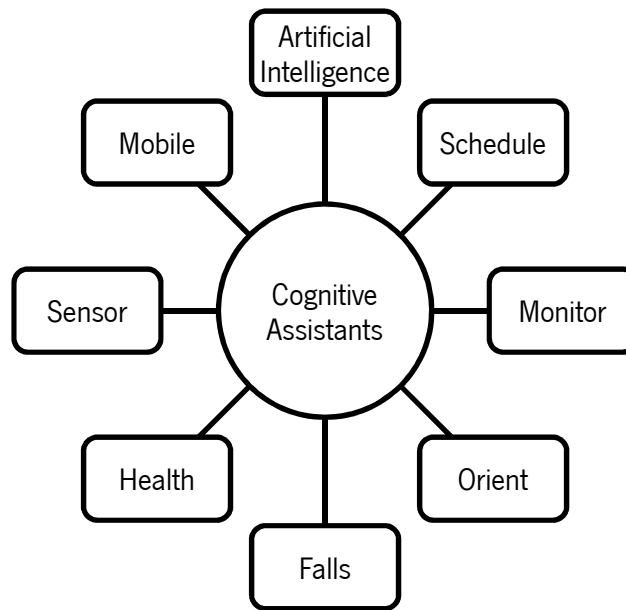 Artificial
Intelligence
Mobile
Schedule
Sensor
Cognitive
Assistants
Monitor
Health
Orient
Falls